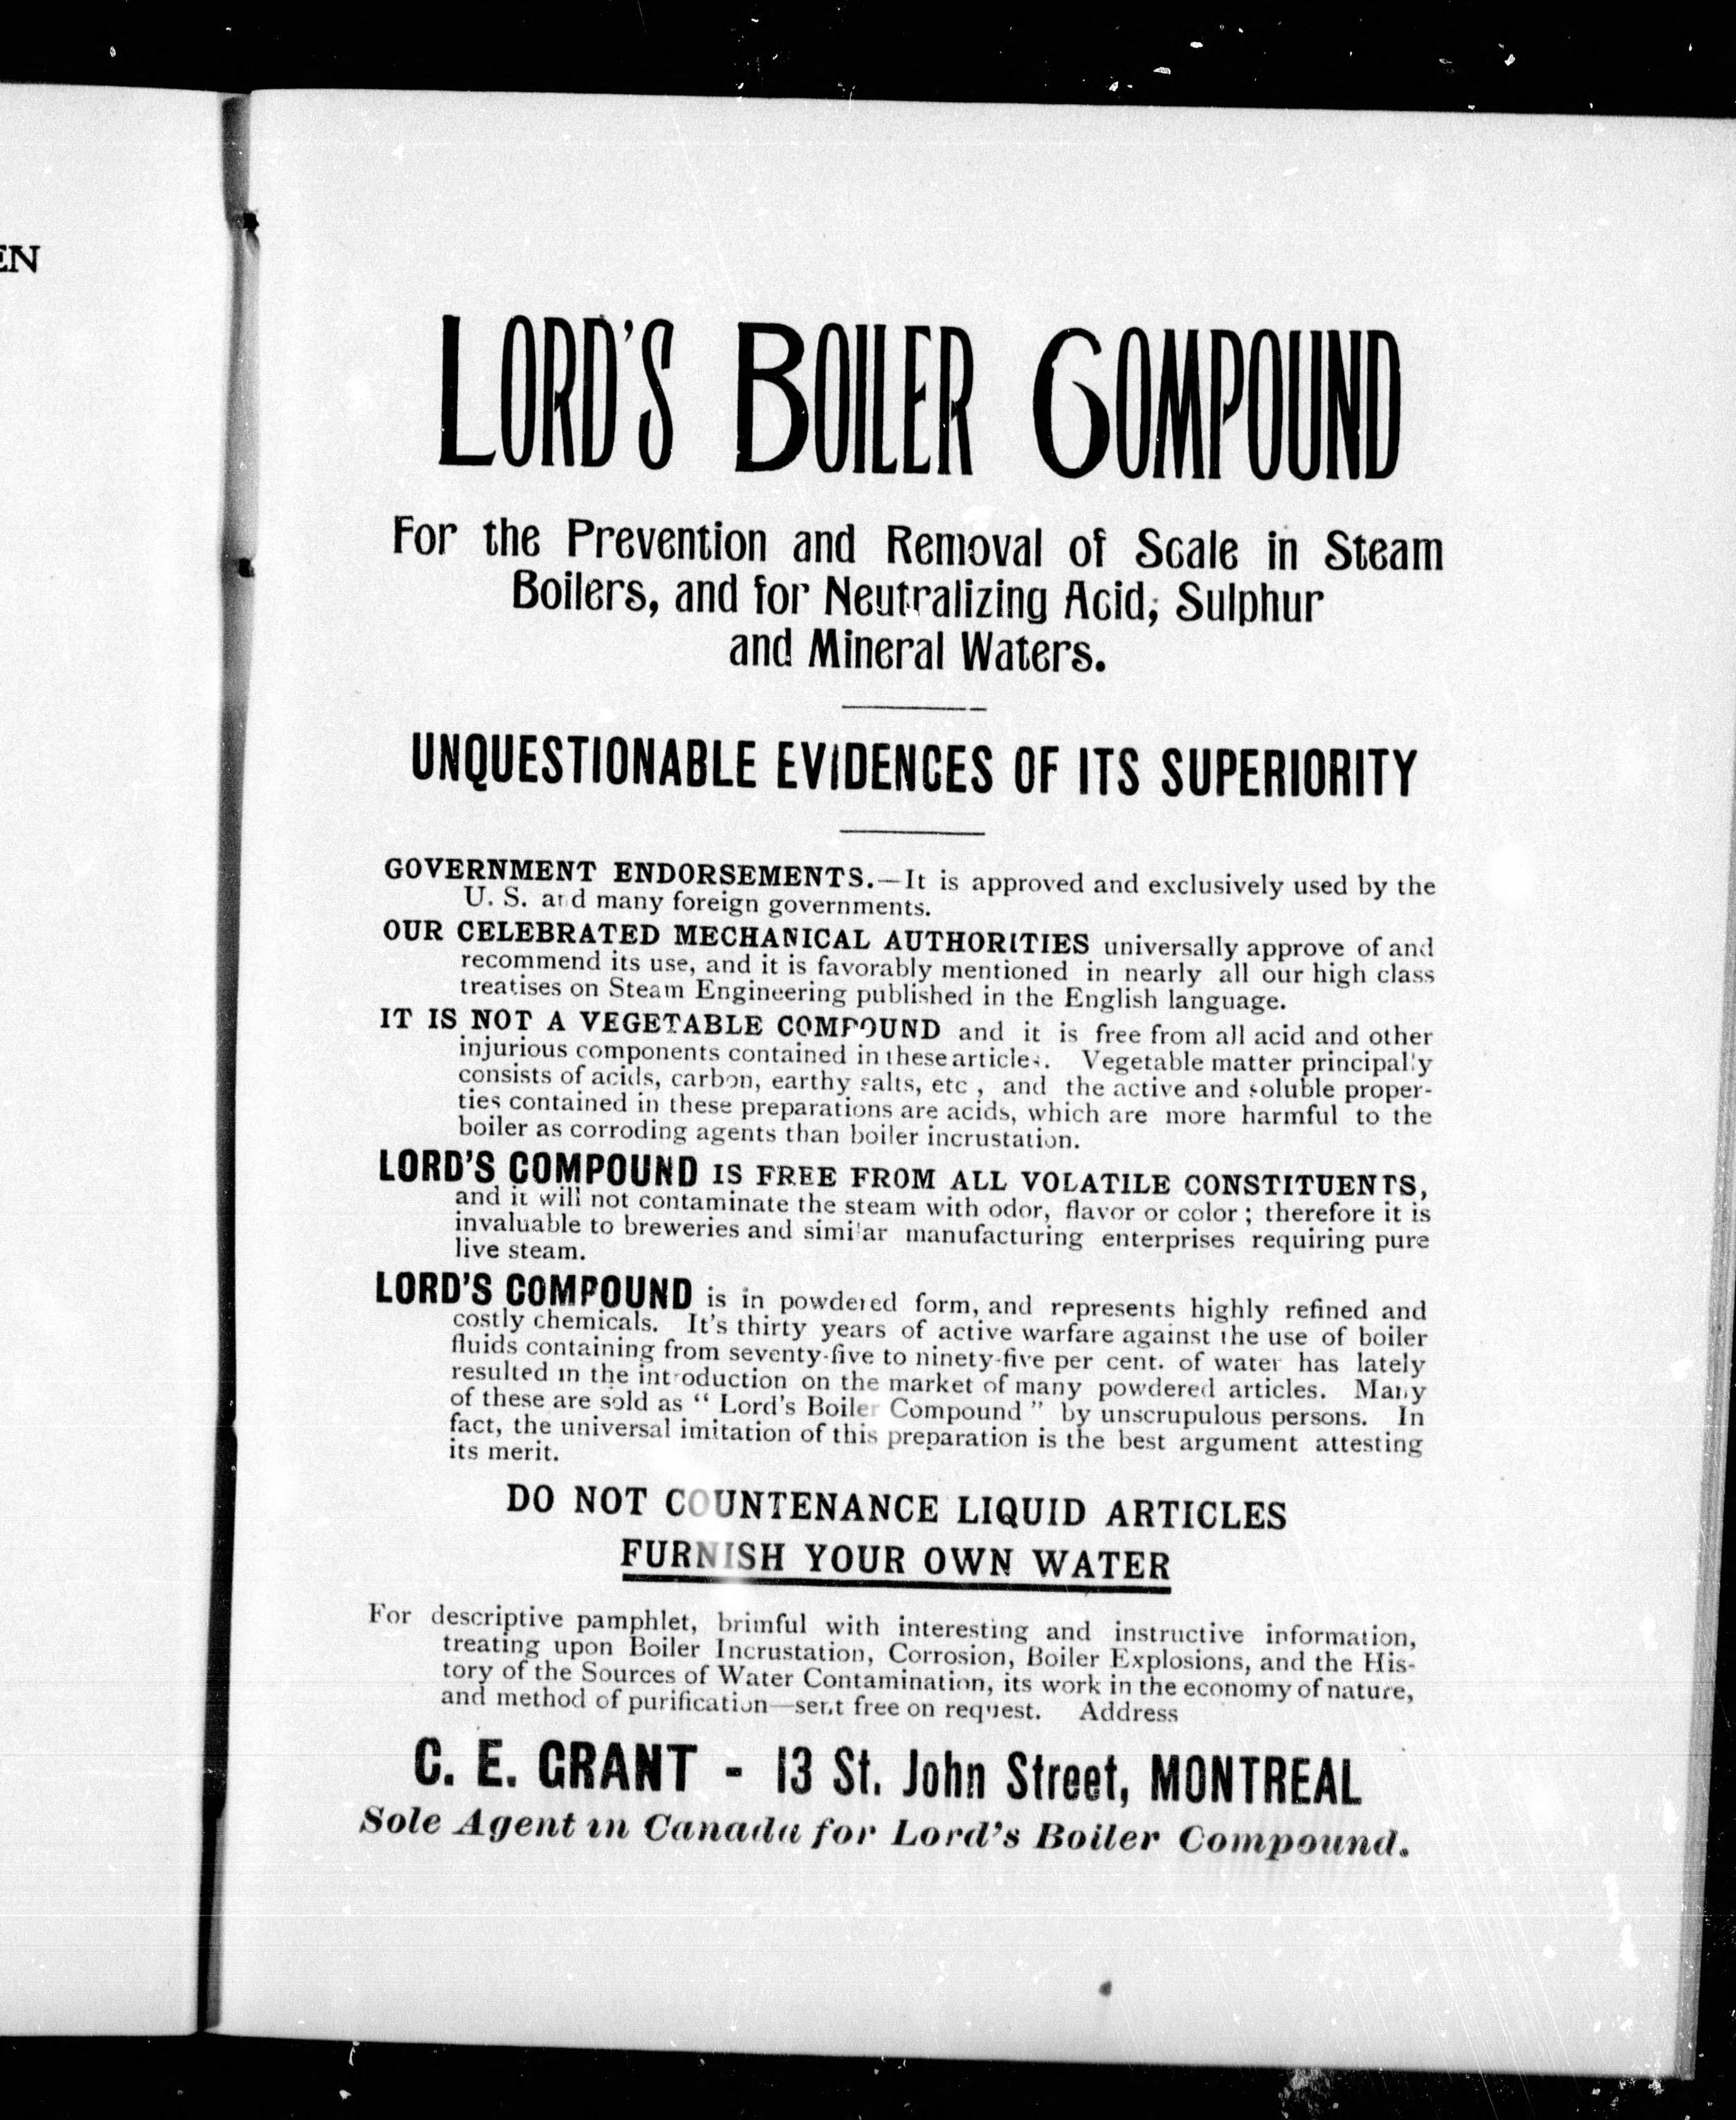 EN
LORD'S BOILER COMPOUND
For the Prevention and Removal of Scale in Steam
Boilers, and for Neutralizing Acid, Sulphur
and Mineral Waters.
UNQUESTIONABLE EVIDENCES OF ITS SUPERIORITY
GOVERNMENT ENDORSEMENTS.—It is approved and exclusively used by the
U. S. and many foreign governments.
OUR CELEBRATED MECHANICAL AUTHORITIES universally approve of and
recommend its use, and it is favorably mentioned in nearly all our high class
treatises on Steam Engineering published in the English language.
IT IS NOT A VEGETABLE COMPOUND and it is free from all acid and other
injurious components contained in these articles. Vegetable matter principally
consists of acids, carbon, earthy salts, etc , and the active and soluble proper-
ties contained in these preparations are acids, which are more harmful to the
boiler as corroding agents than boiler incrustation.
LORD'S COMPOUND IS FREE FROM ALL VOLATILE CONSTITUENTS,
and it will not contaminate the steam with odor, flavor or color ; therefore it is
invaluable to breweries and similar manufacturing enterprises requiring pure
live steam.
LORD'S COMPOUND is in powdered form, and represents highly refined and
costly chemicals. It's thirty years of active warfare against the use of boiler
fluids containing from seventy-five to ninety-five per cent. of water has lately
resulted in the introduction on the market of many powdered articles. Many
of these are sold as " Lord's Boiler Compound " by unscrupulous persons. In
fact, the universal imitation of this preparation is the best argument attesting
its merit.
DO NOT COUNTENANCE LIQUID ARTICLES
FURNISH YOUR OWN WATER
For descriptive pamphlet, brimful with interesting and instructive information,
treating upon Boiler Incrustation, Corrosion, Boiler Explosions, and the His-
tory of the Sources of Water Contamination, its work in the economy of nature,
and method of purification—sent free on request. Address
C. E. GRANT - 13 St. John Street, MONTREAL
Sole Agent in Canada for Lord's Boiler Compound.